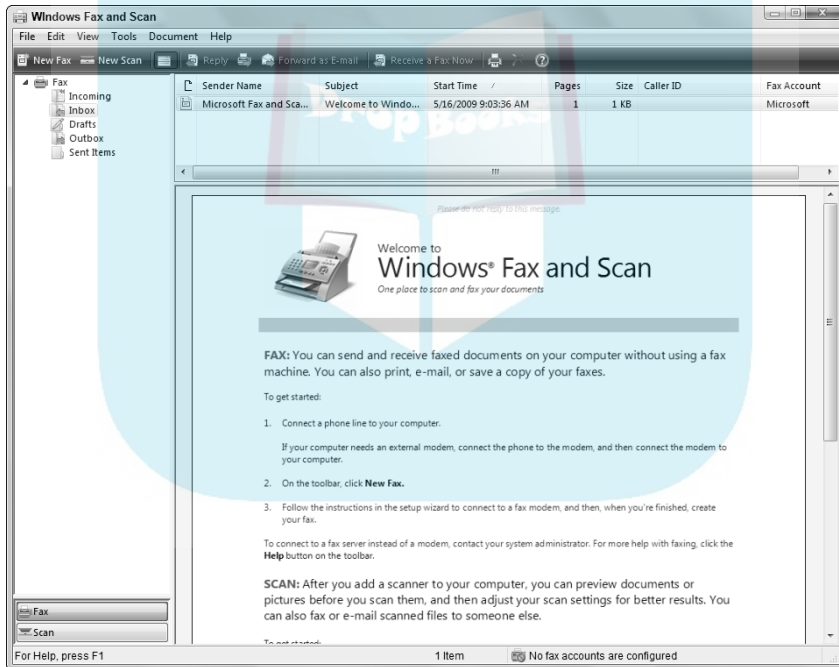 Windows Fax and Scan
File Edit View Tools Document Help
New Fax New Scan Reply Forward as E-mail Receive a Fax Now
Fax
Incoming
Inbox
Drafts
Outbox
Sent Items
Sender Name Subject Start Time Pages Size Caller ID Fax Account
Microsoft Fax and Sca... Welcome to Windo... 5/16/2009 9:03:36 AM 1 1 KB Microsoft
Drop Books
Please do not reply to this message.
Welcome to
Windows® Fax and Scan
One place to scan and fax your documents
FAX: You can send and receive faxed documents on your computer without using a fax
machine. You can also print, e-mail, or save a copy of your faxes.
To get started:
1. Connect a phone line to your computer.
If your computer needs an external modem, connect the phone to the modem, and then connect the modem to
your computer.
2. On the toolbar, click New Fax.
3. Follow the instructions in the setup wizard to connect to a fax modem, and then, when you're finished, create
your fax.
To connect to a fax server instead of a modem, contact your system administrator. For more help with faxing, click the
Help button on the toolbar.
SCAN: After you add a scanner to your computer, you can preview documents or
pictures before you scan them, and then adjust your scan settings for better results. You
can also fax or e-mail scanned files to someone else.
To get started:
Fax
Scan
For Help, press F1 1 Item No fax accounts are configured